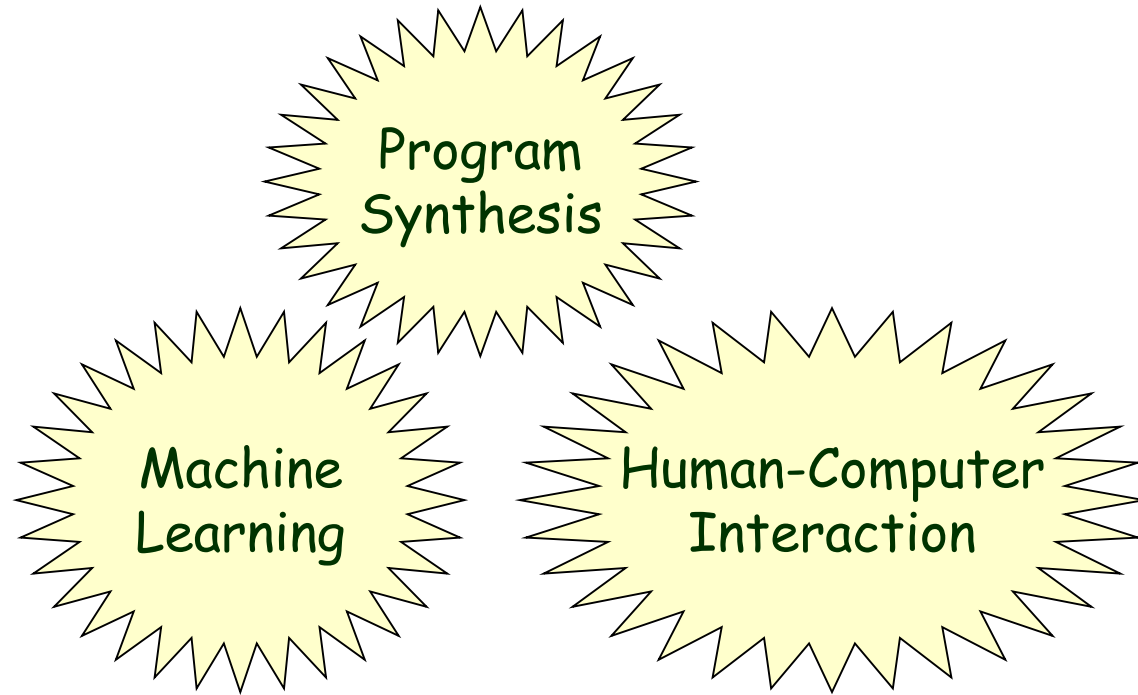 Program
Synthesis
Machine
Learning
Human-Computer
Interaction